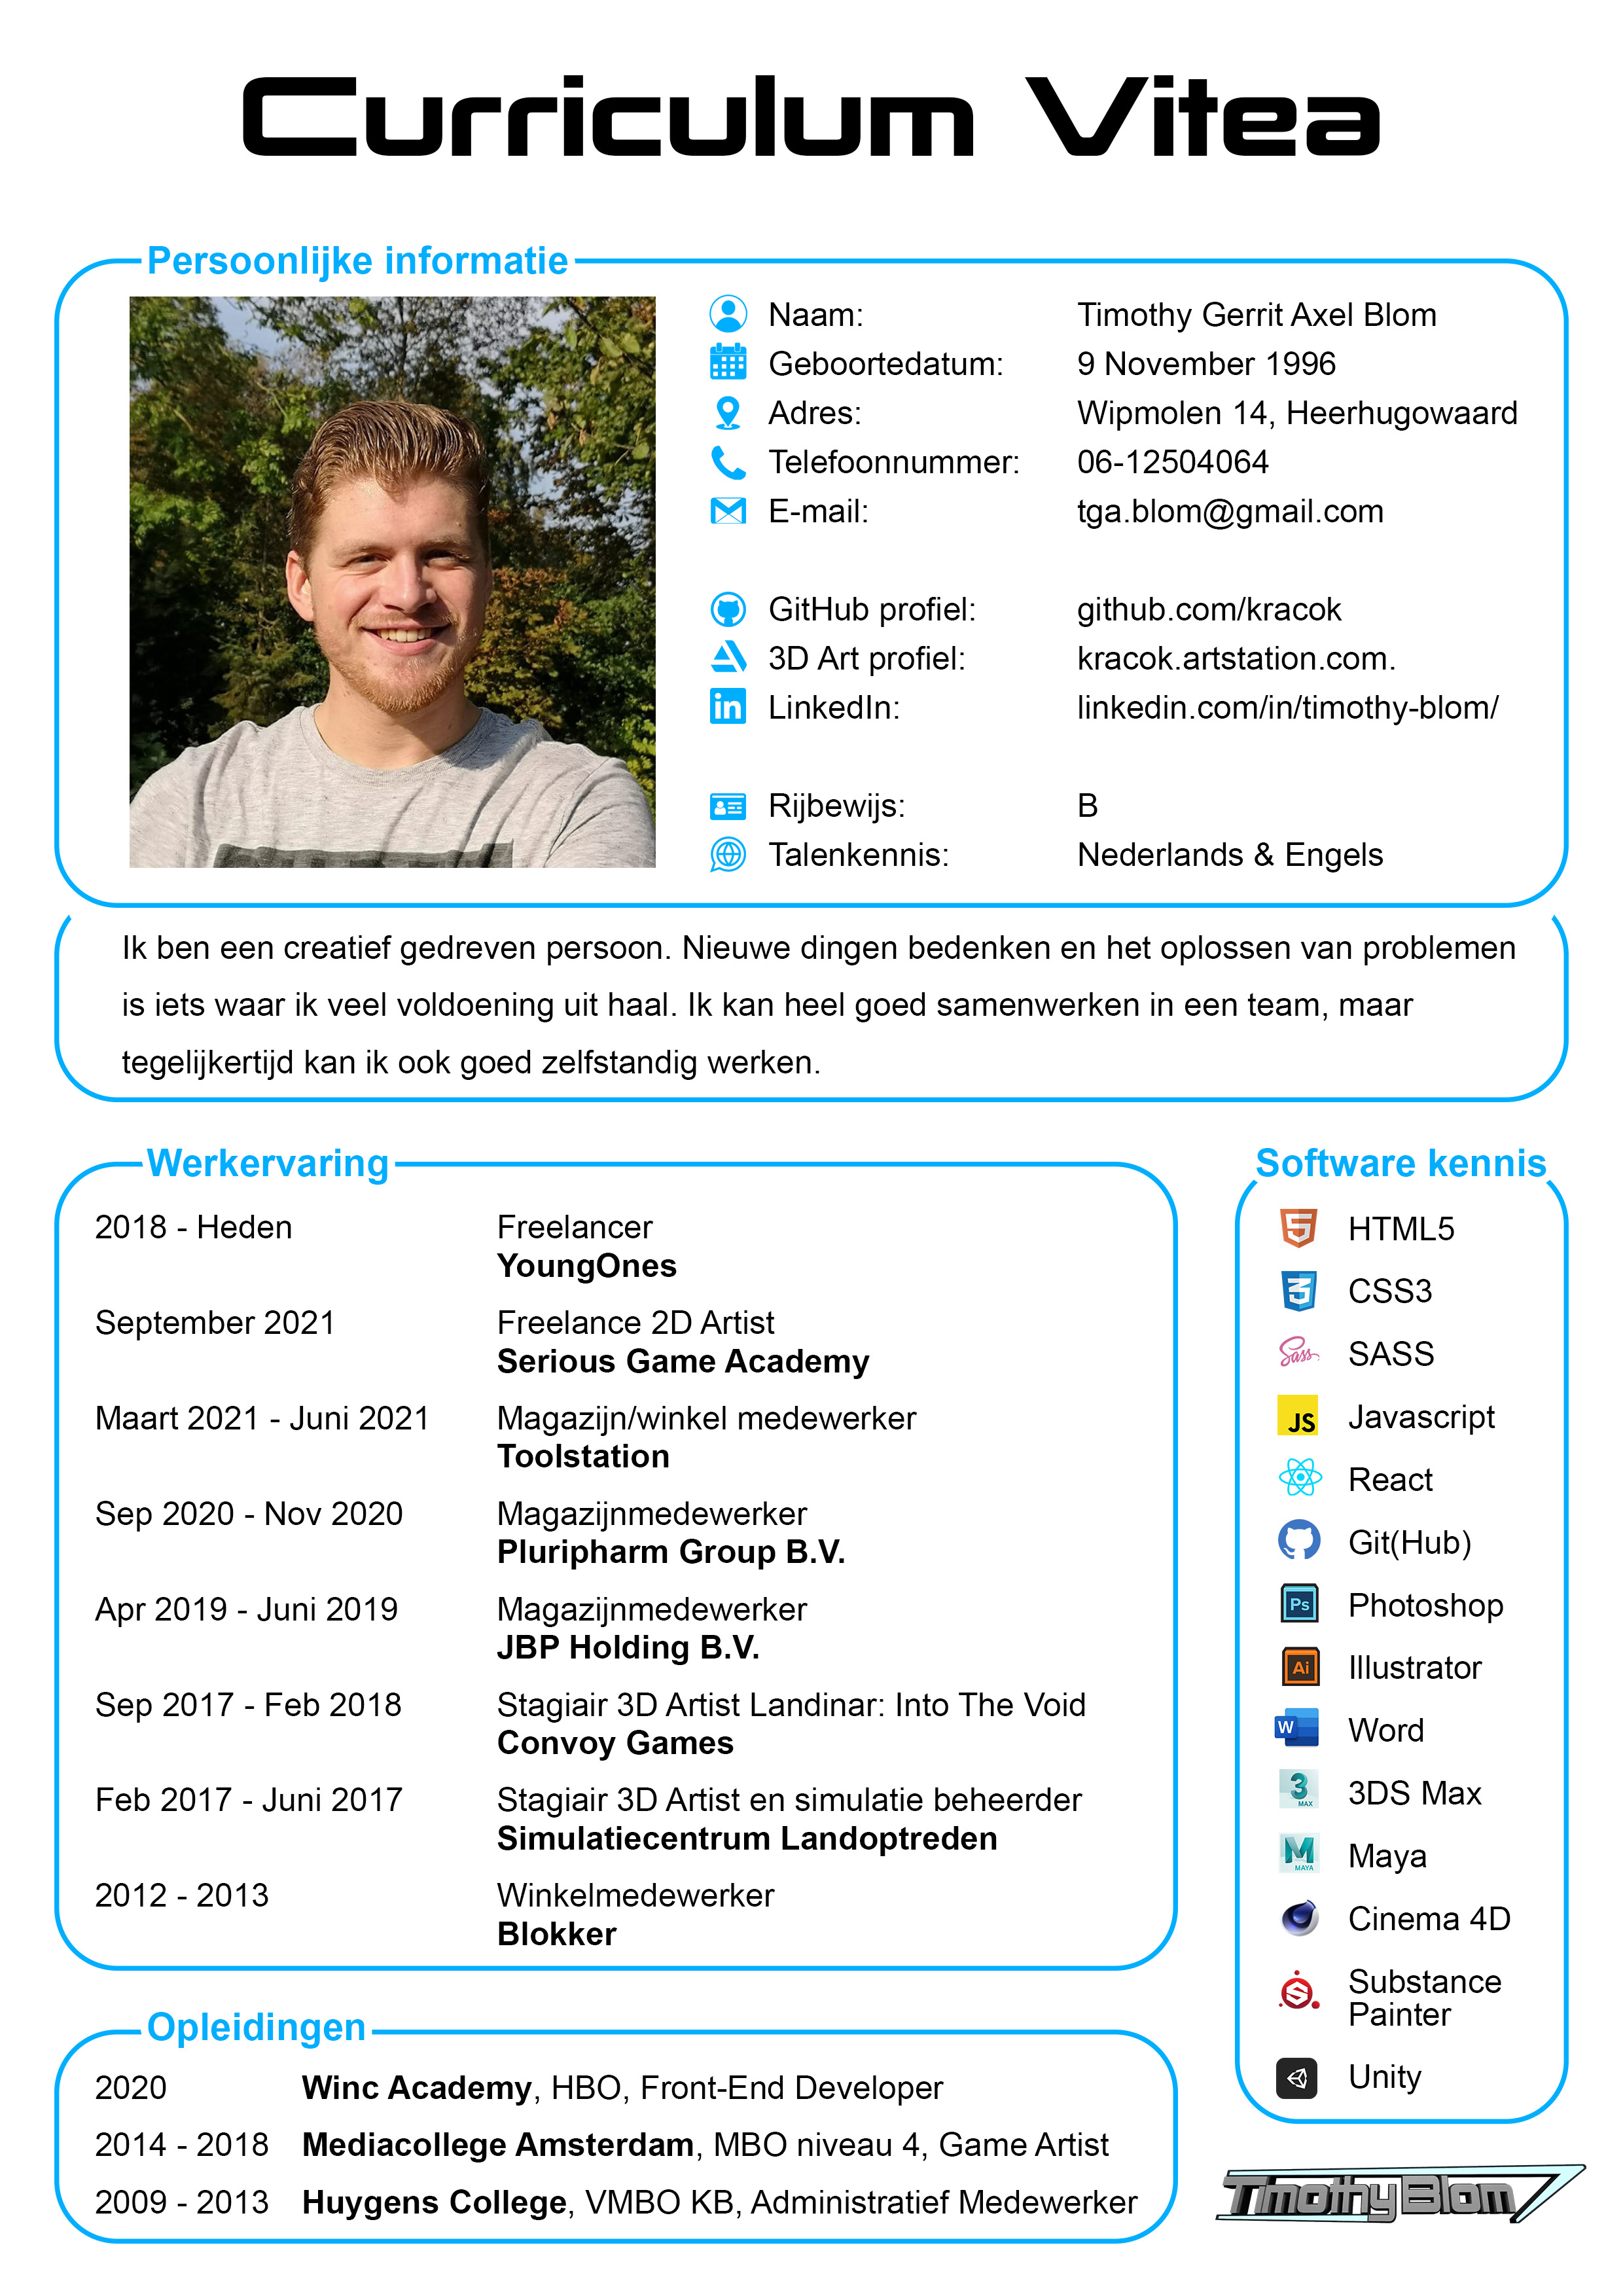 Curriculum Vitea
Persoonlijke informatie
Naam: Timothy Gerrit Axel Blom
Geboortedatum: 9 November 1996
Adres: Wipmolen 14, Heerhugowaard
Telefoonnummer: 06-12504064
E-mail: tga.blom@gmail.com
GitHub profiel: github.com/kracok
3D Art profiel: kracok.artstation.com.
LinkedIn: linkedin.com/in/timothy-blom/
Rijbewijs: B
Talenkennis: Nederlands & Engels
Ik ben een creatief gedreven persoon. Nieuwe dingen bedenken en het oplossen van problemen
is iets waar ik veel voldoening uit haal. Ik kan heel goed samenwerken in een team, maar
tegelijkertijd kan ik ook goed zelfstandig werken.
Werkervaring
2018 - Heden Freelancer
YoungOnes
September 2021 Freelance 2D Artist
Serious Game Academy
Maart 2021 - Juni 2021 Magazijn/winkel medewerker
Toolstation
Sep 2020 - Nov 2020 Magazijnmedewerker
Pluripharm Group B.V.
Apr 2019 - Juni 2019 Magazijnmedewerker
JBP Holding B.V.
Sep 2017 - Feb 2018 Stagiair 3D Artist Landinar: Into The Void
Convoy Games
Feb 2017 - Juni 2017 Stagiair 3D Artist en simulatie beheerder
Simulatiecentrum Landoptreden
2012 - 2013 Winkelmedewerker
Blokker
Opleidingen
2020 Winc Academy, HBO, Front-End Developer
2014 - 2018 Mediacollege Amsterdam, MBO niveau 4, Game Artist
2009 - 2013 Huygens College, VMBO KB, Administratief Medewerker
Software kennis
HTML5
CSS3
Sass SASS
JS Javascript
React
Git(Hub)
Ps Photoshop
Ai Illustrator
W Word
3 MAX 3DS Max
M MAYA Maya
Cinema 4D
Substance
Painter
Unity
Timothy Blom